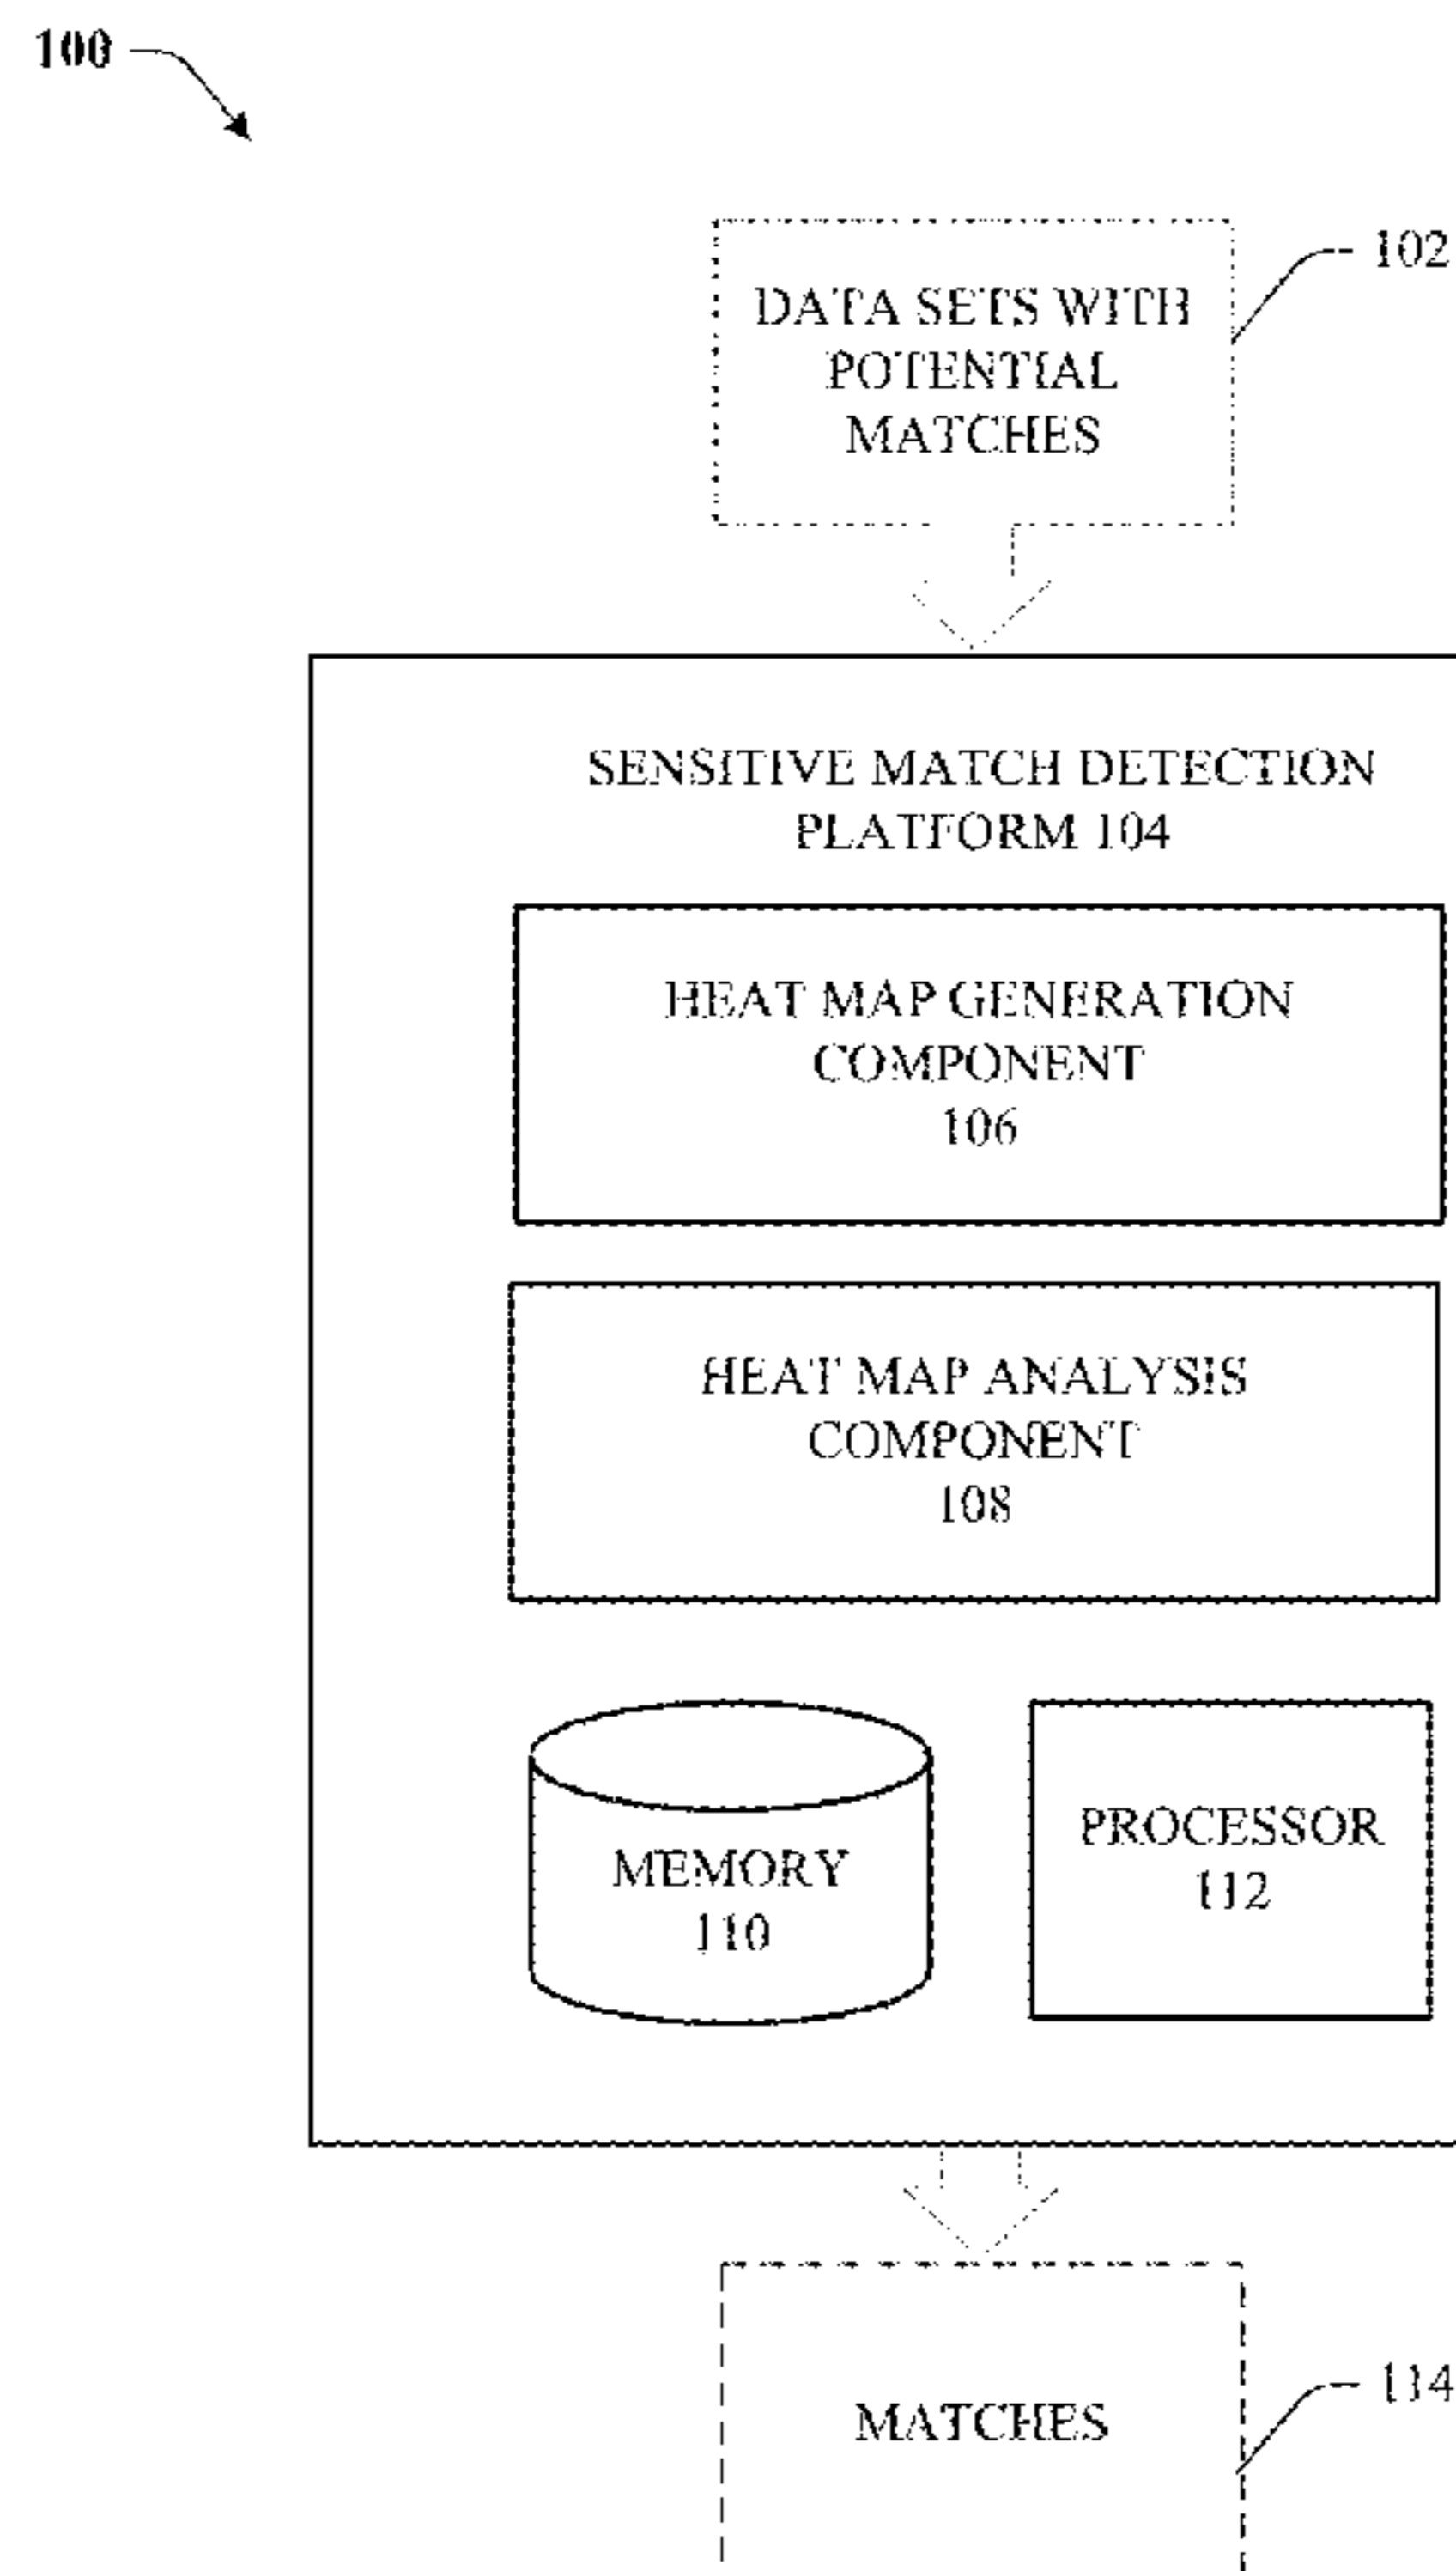 100
102
DATA SETS WITH
POTENTIAL
MATCHES
SENSITIVE MATCH DETECTION
PLATFORM 104
HEAT MAP GENERATION
COMPONENT
106
HEAT MAP ANALYSIS
COMPONENT
108
MEMORY
110
PROCESSOR
112
114
MATCHES